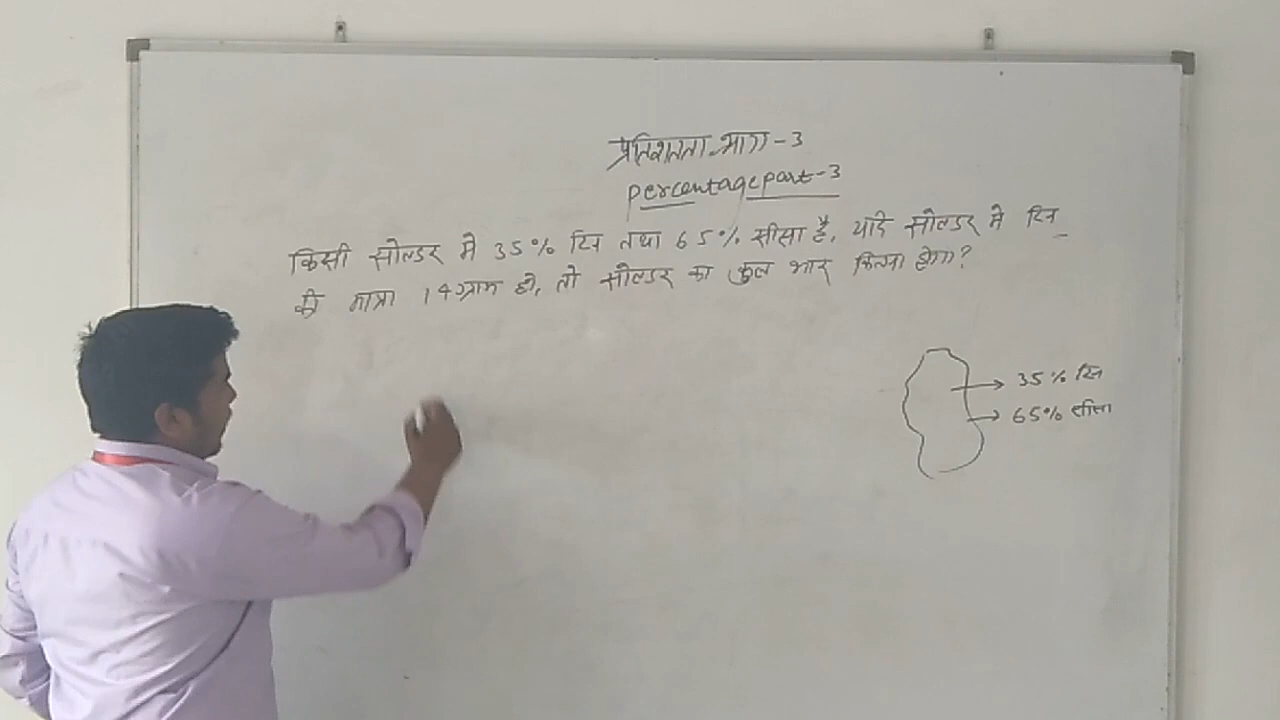 प्रतिशतता भाग-3
percentage part-3
किसी सोल्डर मे 35% टिन तथा 65% सीसा है, यदि सोल्डर मे टिन
की मात्रा 14 ग्राम हो, तो सोल्डर का कुल भार कितना होगा?
35% टिन
65% सीसा